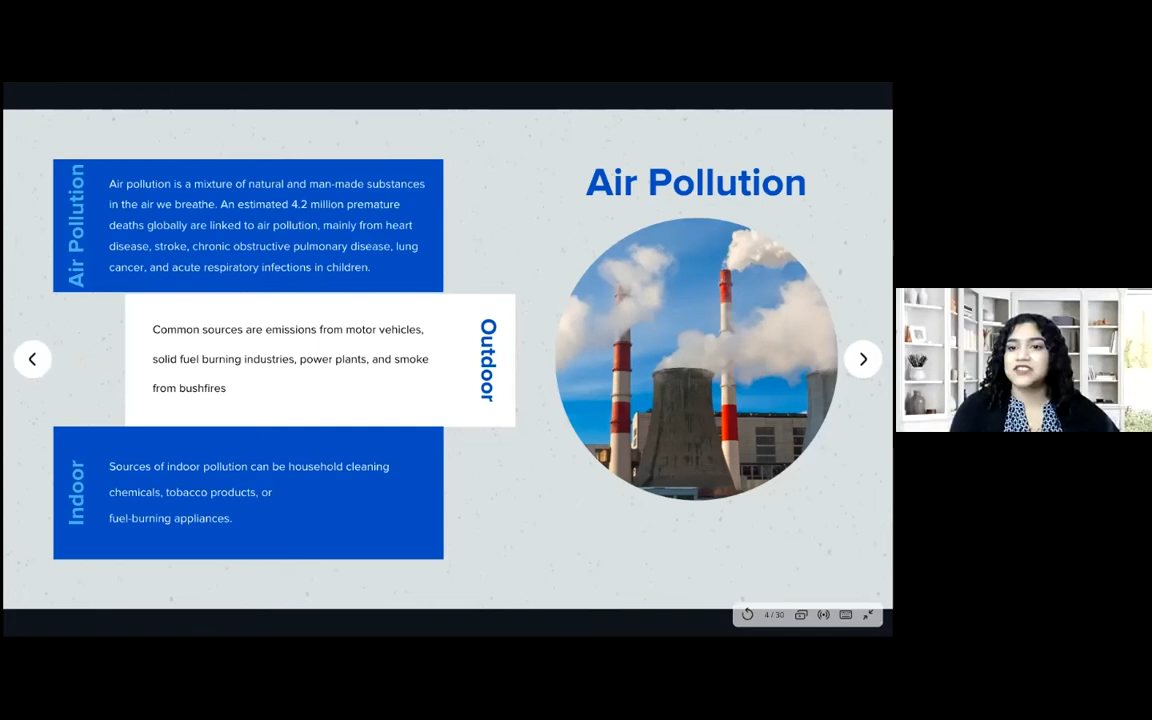 Air Pollution
Air pollution is a mixture of natural and man-made substances
in the air we breathe. An estimated 4.2 million premature
deaths globally are linked to air pollution, mainly from heart
disease, stroke, chronic obstructive pulmonary disease, lung
cancer, and acute respiratory infections in children.
Common sources are emissions from motor vehicles,
solid fuel burning industries, power plants, and smoke
from bushfires
Outdoor
Indoor
Sources of indoor pollution can be household cleaning
chemicals, tobacco products, or
fuel-burning appliances.
Air Pollution
4 / 30